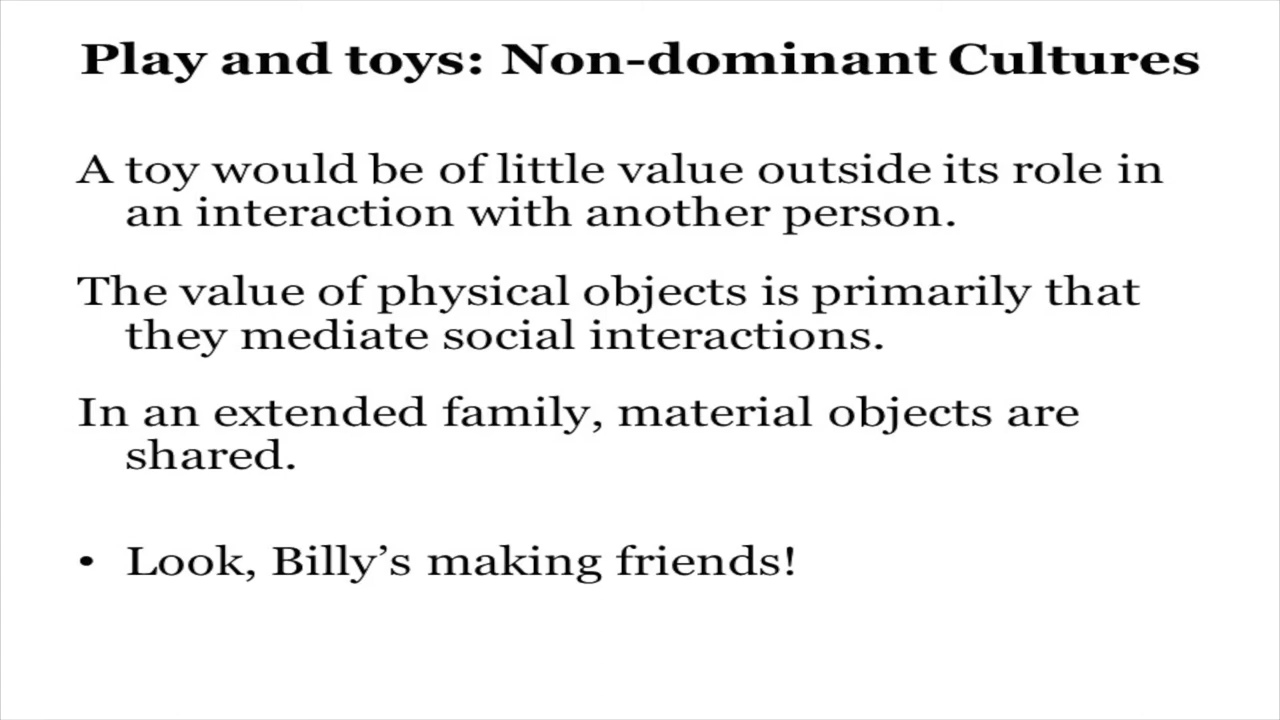 Play and toys: Non-dominant Cultures
A toy would be of little value outside its role in
an interaction with another person.
The value of physical objects is primarily that
they mediate social interactions.
In an extended family, material objects are
shared.
• Look, Billy’s making friends!